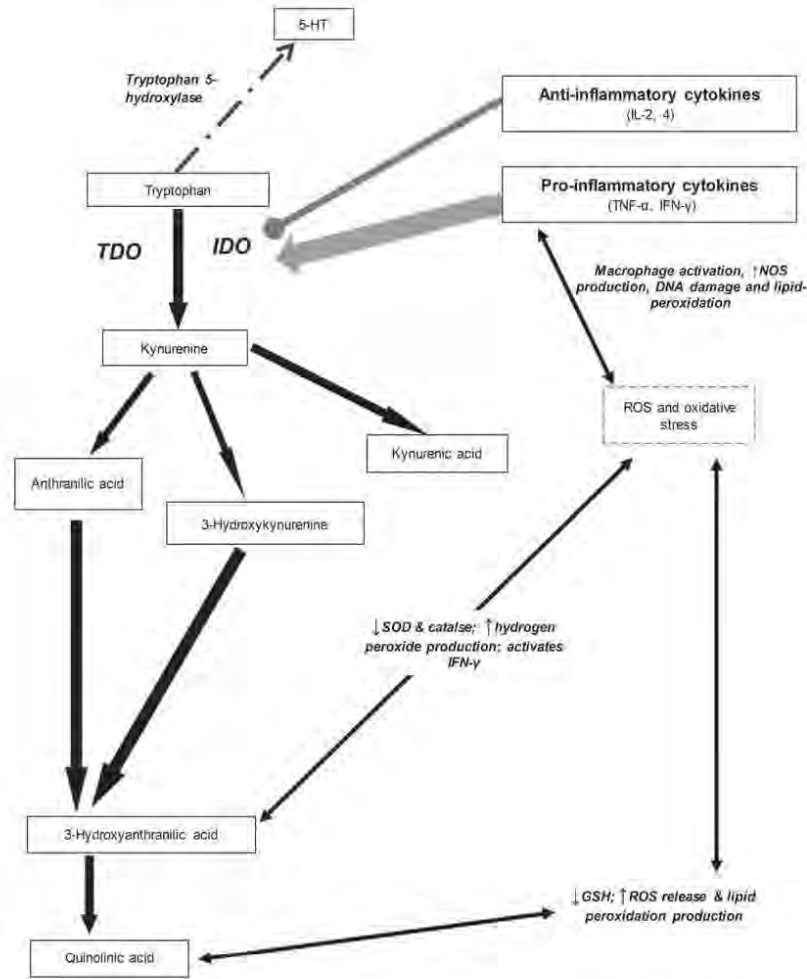 5-HT
Tryptophan 5-
hydroxylase
Anti-inflammatory cytokines
(IL-2, 4)
Tryptophan
Pro-inflammatory cytokines
(TNF-α, IFN-γ)
TDO
IDO
Macrophage activation, ↑NOS
production, DNA damage and lipid-
peroxidation
Kynurenine
ROS and oxidative
stress
Kynurenic acid
Anthranilic acid
3-Hydroxykynurenine
↓SOD & catalse; ↑hydrogen
peroxide production; activates
IFN-γ
3-Hydroxyanthranilic acid
↓GSH; ↑ROS release & lipid
peroxidation production
Quinolinic acid